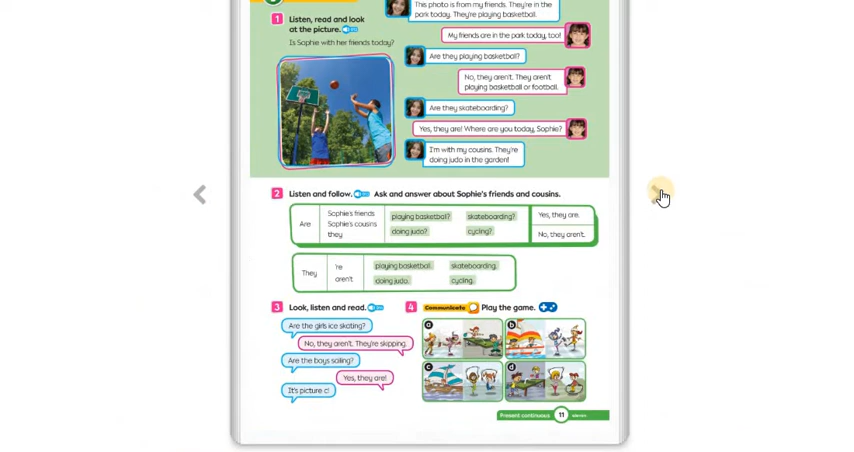 This photo is from my friends. They're in the
park today. They're playing basketball.
1 Listen, read and look
at the picture.
Is Sophie with her friends today?
My friends are in the park today, too!
Are they playing basketball?
No, they aren't. They aren't
playing basketball or football.
Are they skateboarding?
Yes, they are! Where are you today, Sophie?
I'm with my cousins. They're
doing judo in the garden!
2 Listen and follow. Ask and answer about Sophie's friends and cousins.
Are
Sophie's friends
Sophie's cousins
they
playing basketball? skateboarding?
doing judo? cycling?
Yes, they are.
No, they aren't.
They
're
aren't
playing basketball. skateboarding.
doing judo. cycling.
3 Look, listen and read.
Are the girls ice skating?
No, they aren't. They're skipping.
Are the boys sailing?
Yes, they are!
It's picture c!
4 Communicate Play the game.
a
b
c
d
Present continuous 11 eleven